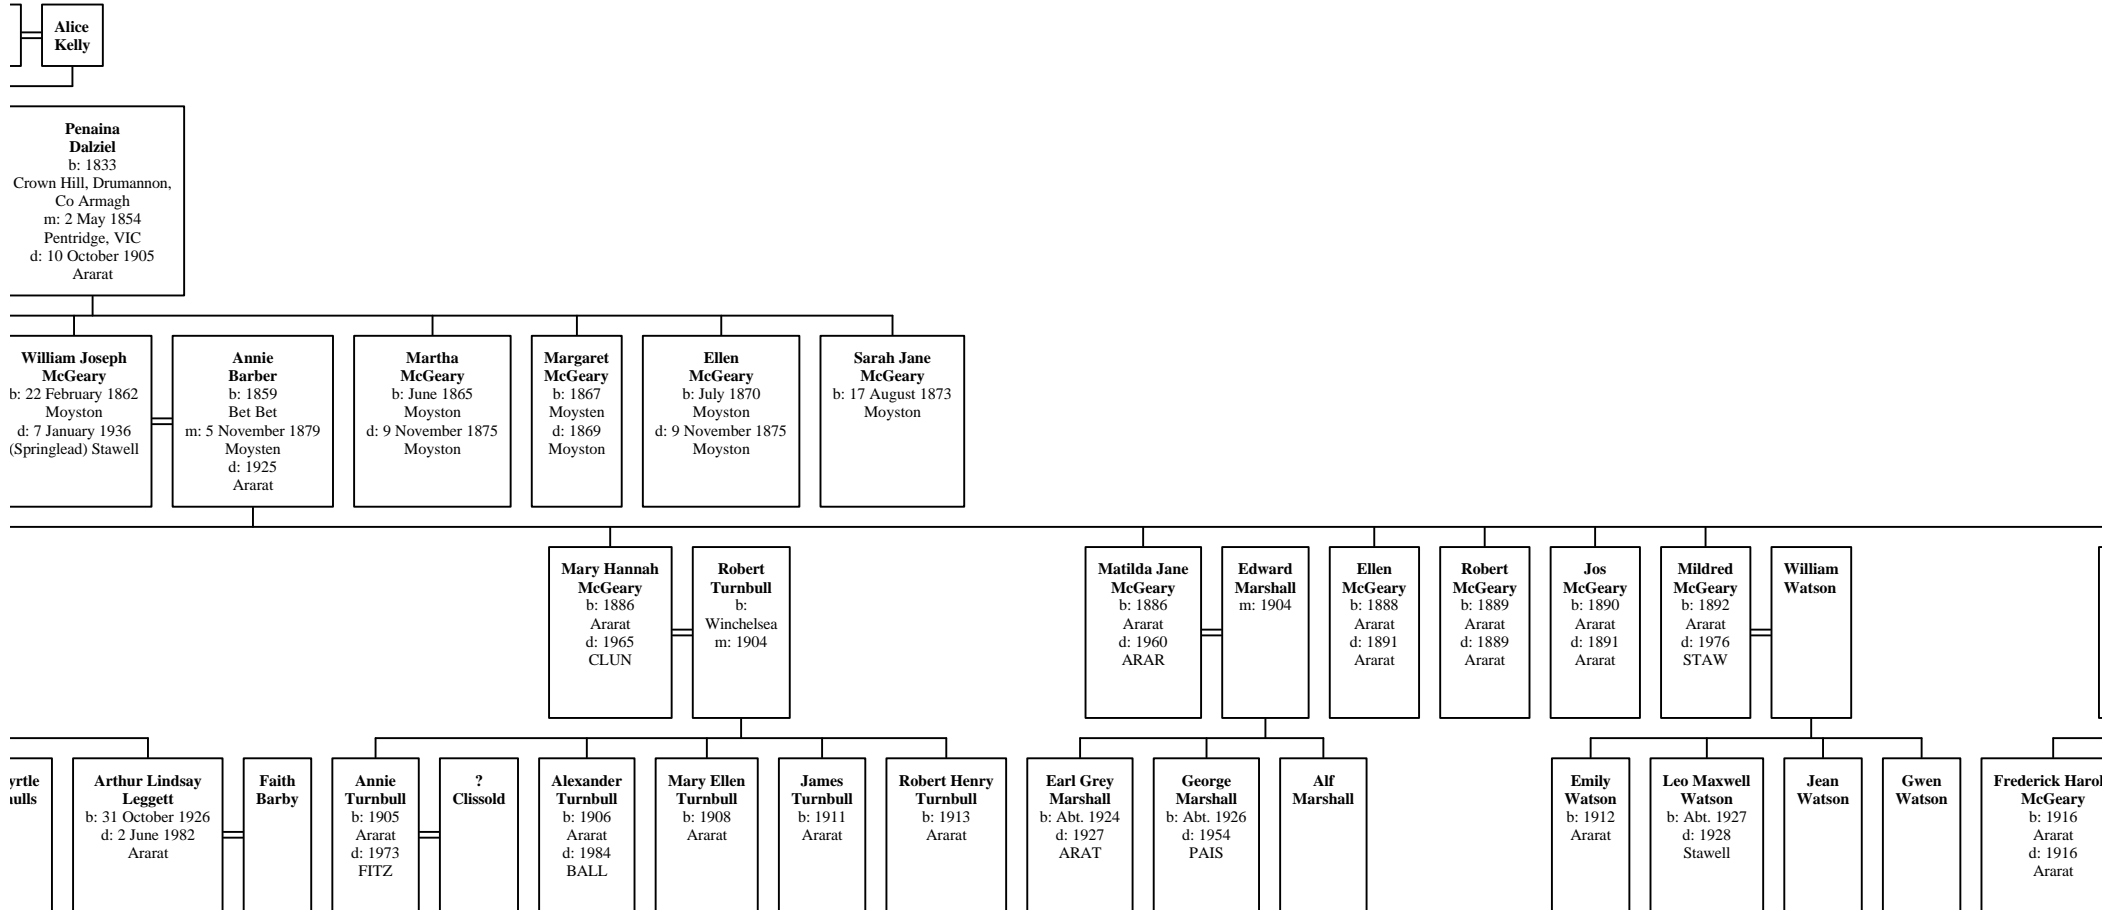 Alice
Kelly
Penaina
Dalziel
b: 1833
Crown Hill, Drumannon,
Co Armagh
m: 2 May 1854
Pentridge, VIC
d: 10 October 1905
Ararat
William Joseph
McGeary
b: 22 February 1862
Moyston
d: 7 January 1936
(Springlead) Stawell
Annie
Barber
b: 1859
Bet Bet
m: 5 November 1879
Moysten
d: 1925
Ararat
Martha
McGeary
b: June 1865
Moyston
d: 9 November 1875
Moyston
Margaret
McGeary
b: 1867
Moysten
d: 1869
Moyston
Ellen
McGeary
b: July 1870
Moyston
d: 9 November 1875
Moyston
Sarah Jane
McGeary
b: 17 August 1873
Moyston
Mary Hannah
McGeary
b: 1886
Ararat
d: 1965
CLUN
Robert
Turnbull
b:
Winchelsea
m: 1904
Matilda Jane
McGeary
b: 1886
Ararat
d: 1960
ARAR
Edward
Marshall
m: 1904
Ellen
McGeary
b: 1888
Ararat
d: 1891
Ararat
Robert
McGeary
b: 1889
Ararat
d: 1889
Ararat
Jos
McGeary
b: 1890
Ararat
d: 1891
Ararat
Mildred
McGeary
b: 1892
Ararat
d: 1976
STAW
William
Watson
Arthur Lindsay
Leggett
b: 31 October 1926
d: 2 June 1982
Ararat
Faith
Barby
Annie
Turnbull
b: 1905
Ararat
d: 1973
FITZ
?
Clissold
Alexander
Turnbull
b: 1906
Ararat
d: 1984
BALL
Mary Ellen
Turnbull
b: 1908
Ararat
James
Turnbull
b: 1911
Ararat
Robert Henry
Turnbull
b: 1913
Ararat
Earl Grey
Marshall
b: Abt. 1924
d: 1927
ARAT
George
Marshall
b: Abt. 1926
d: 1954
PAIS
Alf
Marshall
Emily
Watson
b: 1912
Ararat
Leo Maxwell
Watson
b: Abt. 1927
d: 1928
Stawell
Jean
Watson
Gwen
Watson
Frederick
McGeary
b: 1916
Ararat
d: 1916
Ararat